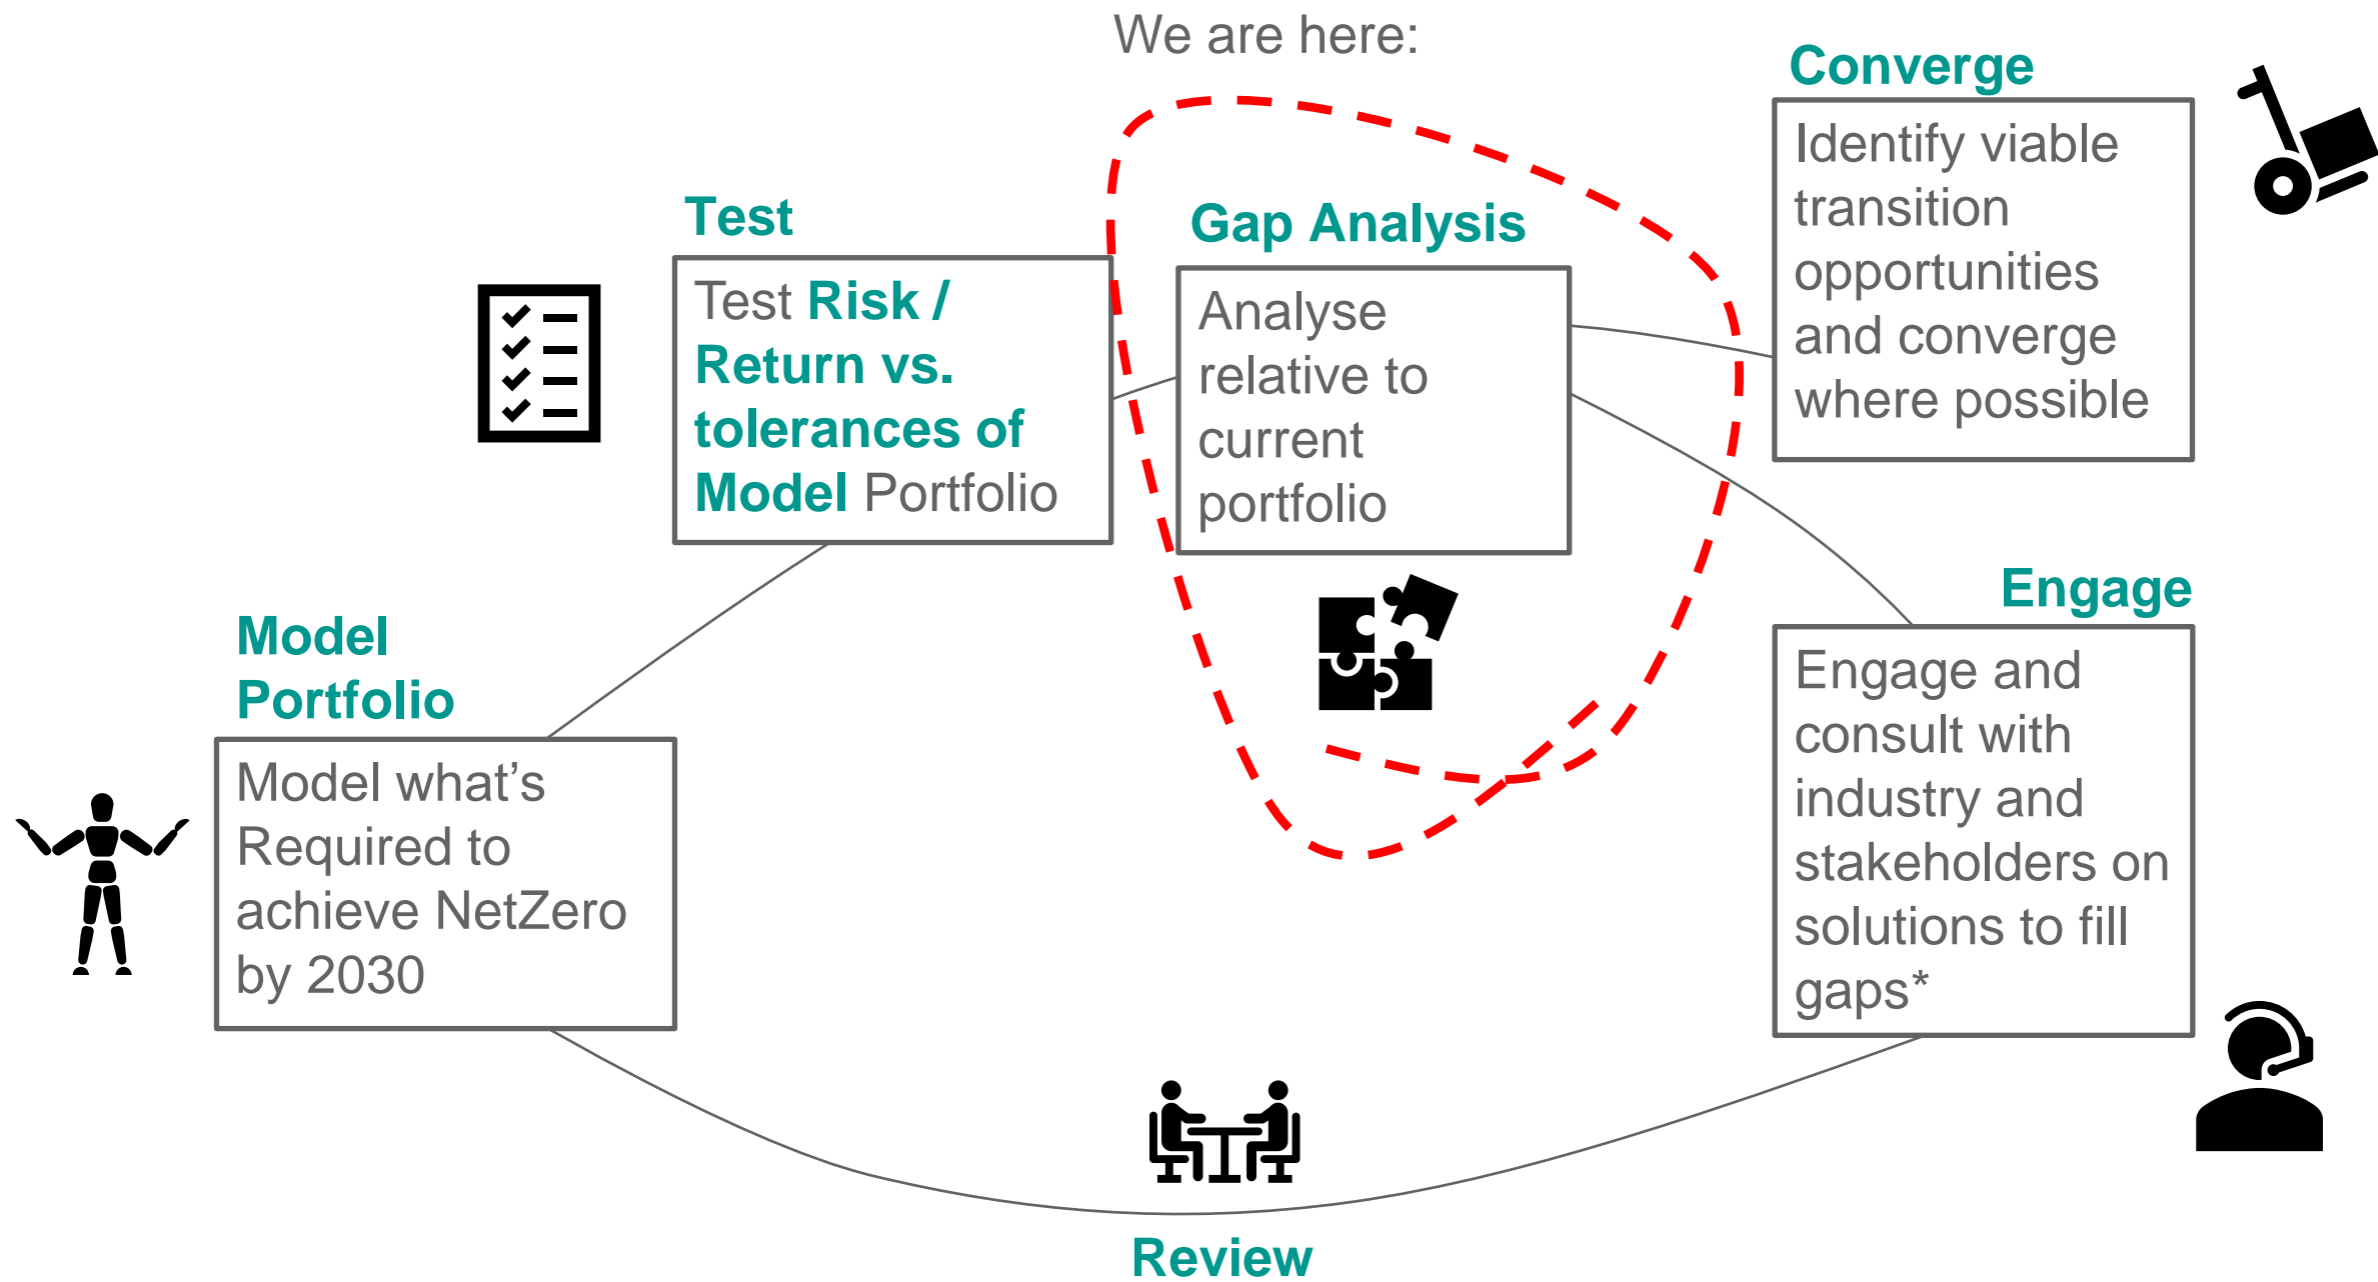 We are here:
Model
Portfolio
Model what's
Required to
achieve NetZero
by 2030
Test
Test Risk /
Return vs.
tolerances of
Model Portfolio
Gap Analysis
Analyse
relative to
current
portfolio
Converge
Identify viable
transition
opportunities
and converge
where possible
Engage
Engage and
consult with
industry and
stakeholders on
solutions to fill
gaps*
Review